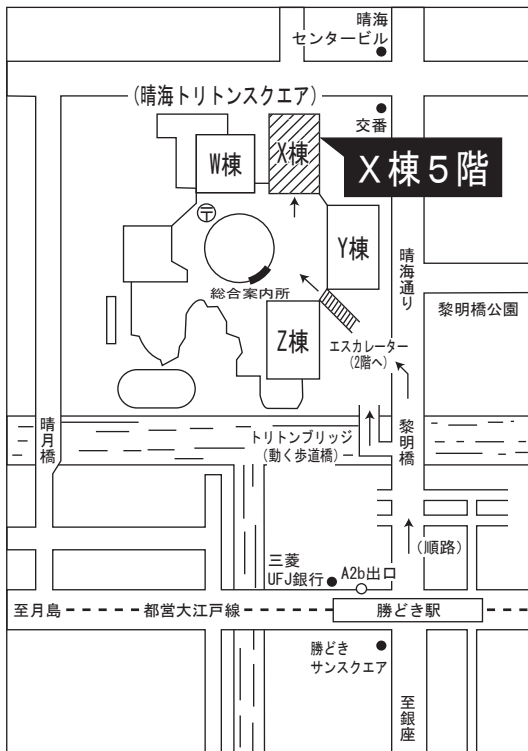 晴海
センタービル
(晴海トリトンスクエア)
交番
W棟
X棟
X棟5階
〒
Y棟
晴海通り
総合案内所
黎明橋公園
Z棟
エスカレーター
(2階へ)
晴月橋
トリトンブリッジ
(動く歩道橋)
黎明橋
(順路)
三菱
UFJ銀行
A2b出口
至月島
都営大江戸線
勝どき駅
勝どき
サンスクエア
至銀座